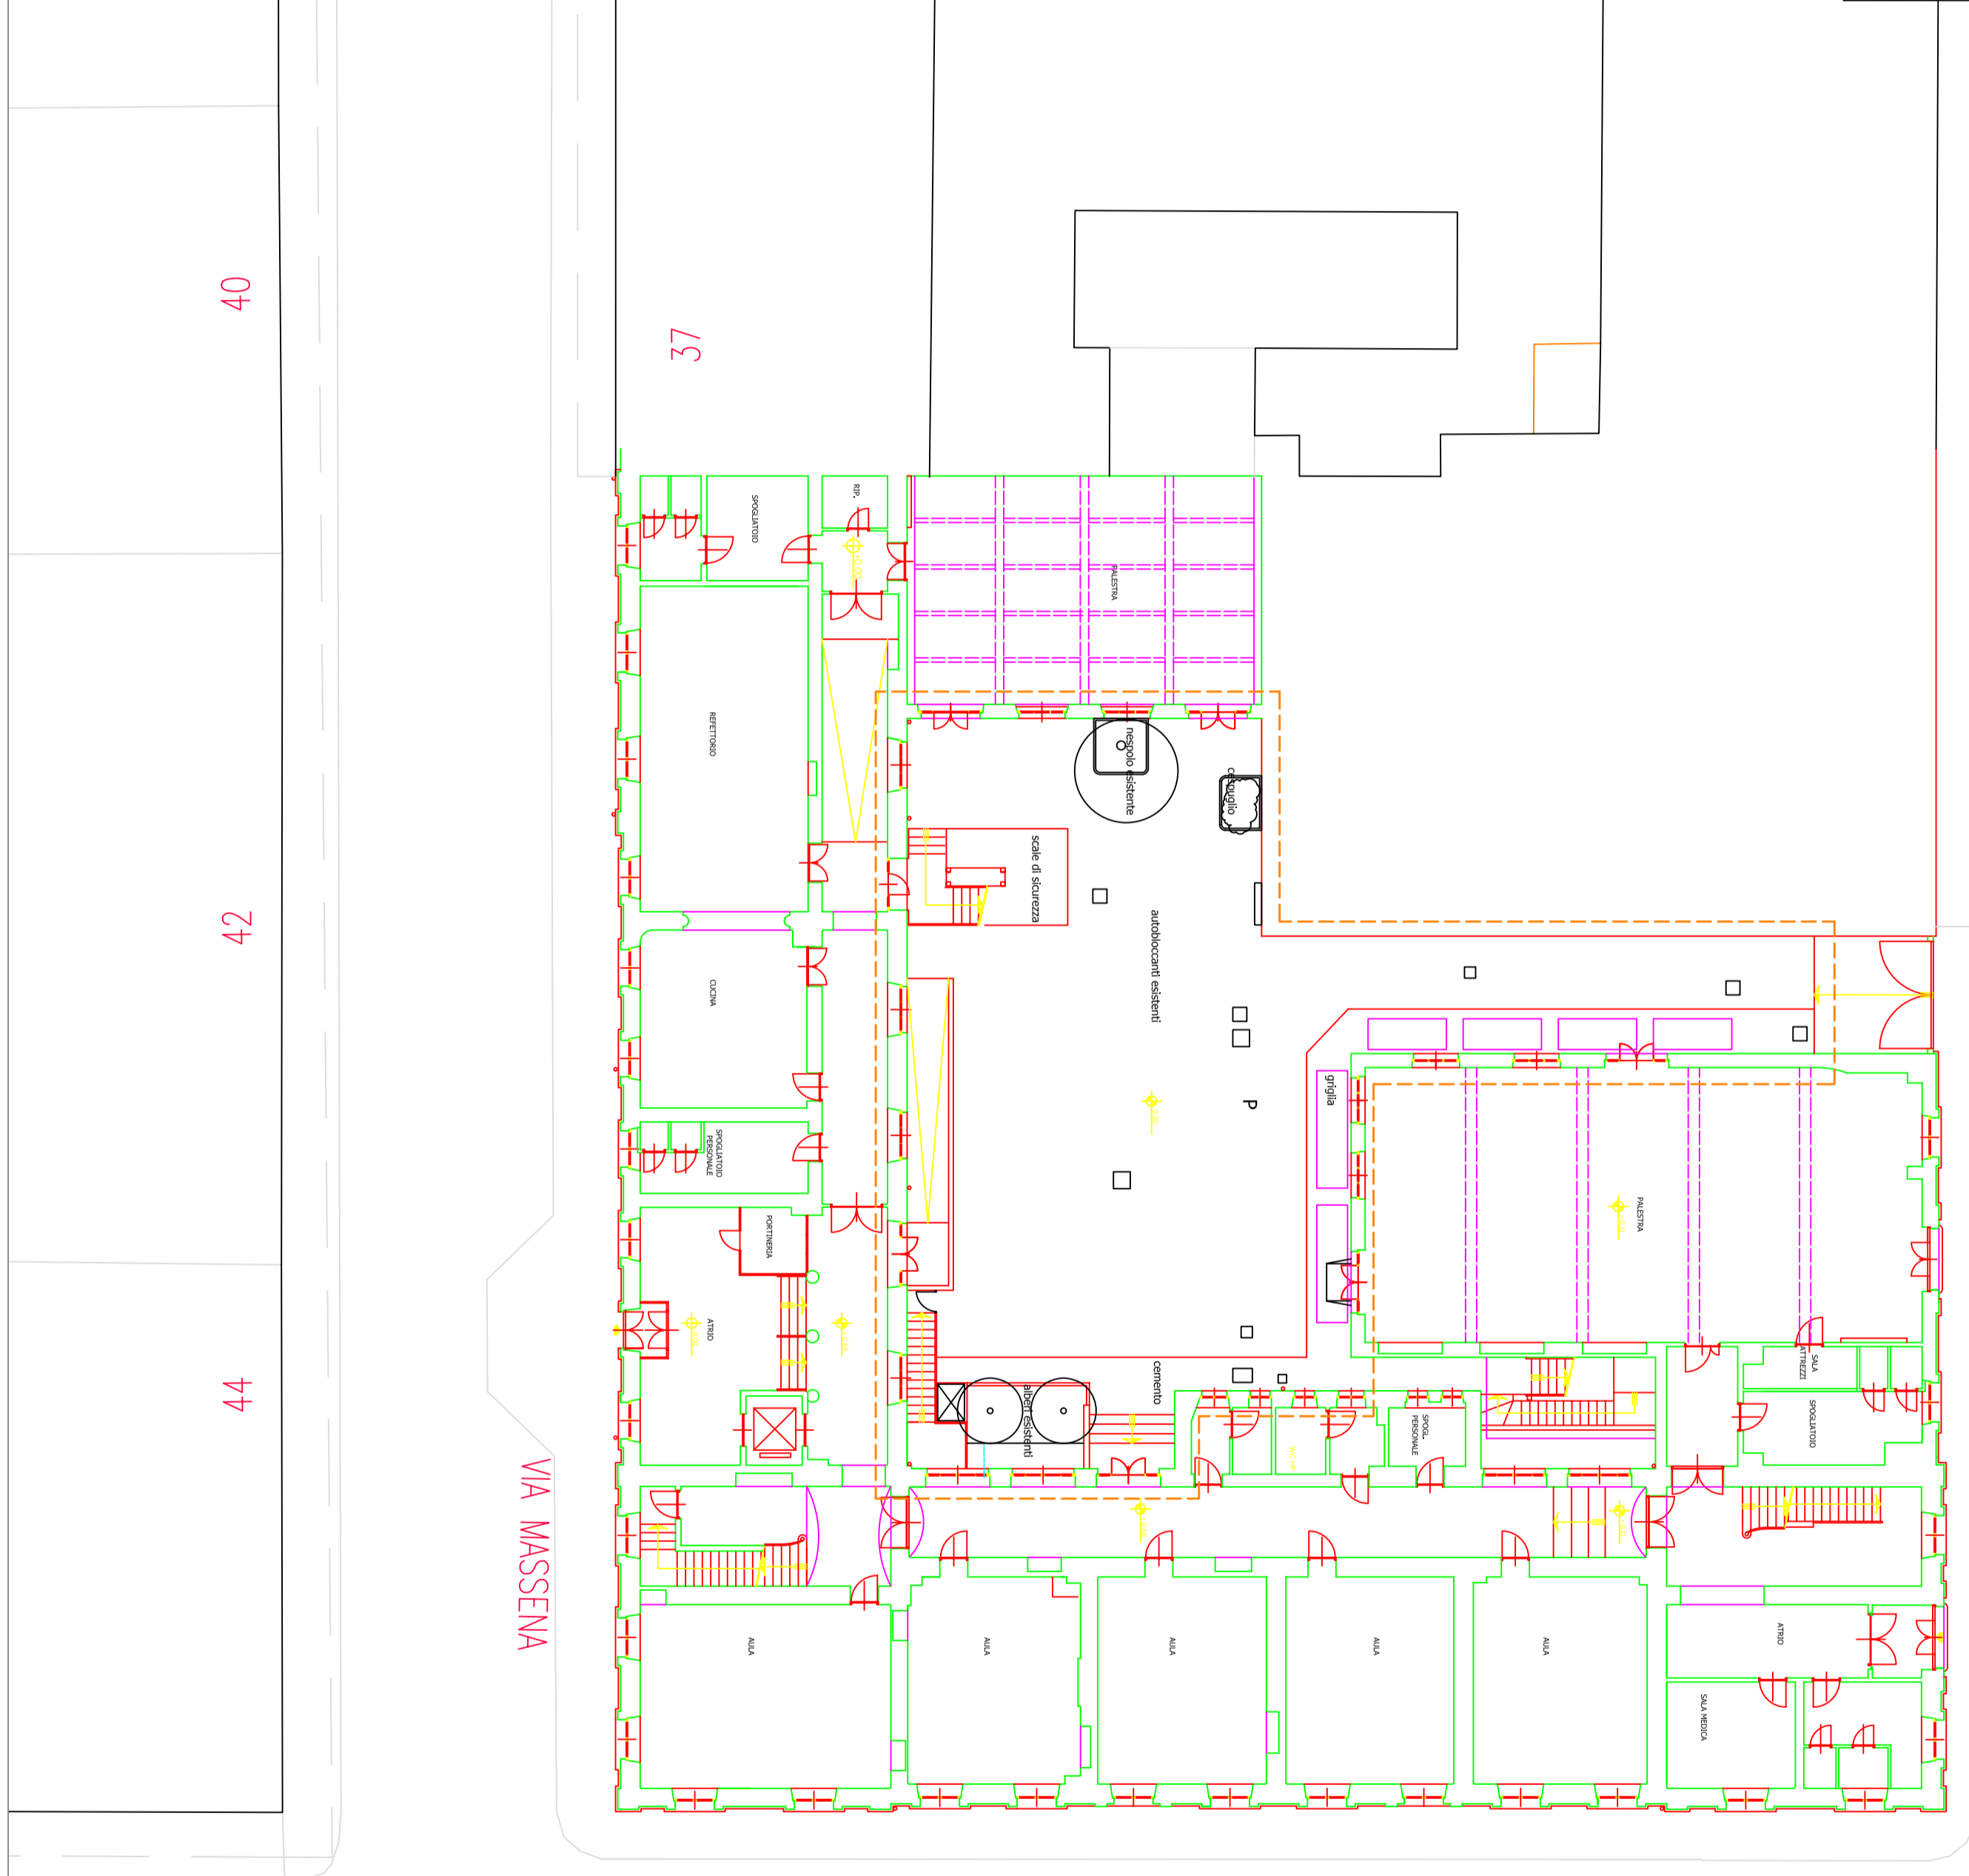 40
37
42
44
VIA MASSENA
SPOGLIATOIO
RIP.
PALESTRA
REFETTORIO
nespolo esistente
cespuglio
scale di sicurezza
autobloccanti esistenti
CUCINA
SPOGLIATOIO
PERSONALE
P
griglia
PORTINERIA
PALESTRA
ATRIO
cemento
alberi esistenti
SALA
ATTREZZI
SPOGLIATOIO
SPOGL.
PERSONALE
AULA
AULA
AULA
AULA
AULA
ATRIO
SALA MEDICA